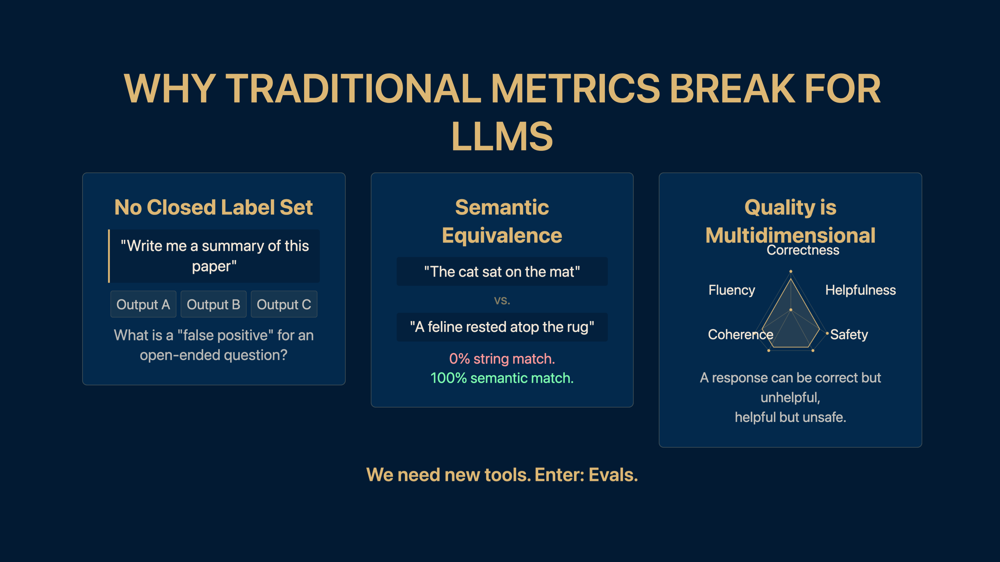 WHY TRADITIONAL METRICS BREAK FOR
LLMS
No Closed Label Set
"Write me a summary of this
paper"
Output A
Output B
Output C
What is a "false positive" for an
open-ended question?
Semantic
Equivalence
"The cat sat on the mat"
vs.
"A feline rested atop the rug"
0% string match.
100% semantic match.
Quality is
Multidimensional
Correctness
Fluency
Helpfulness
Coherence
Safety
A response can be correct but
unhelpful,
helpful but unsafe.
We need new tools. Enter: Evals.